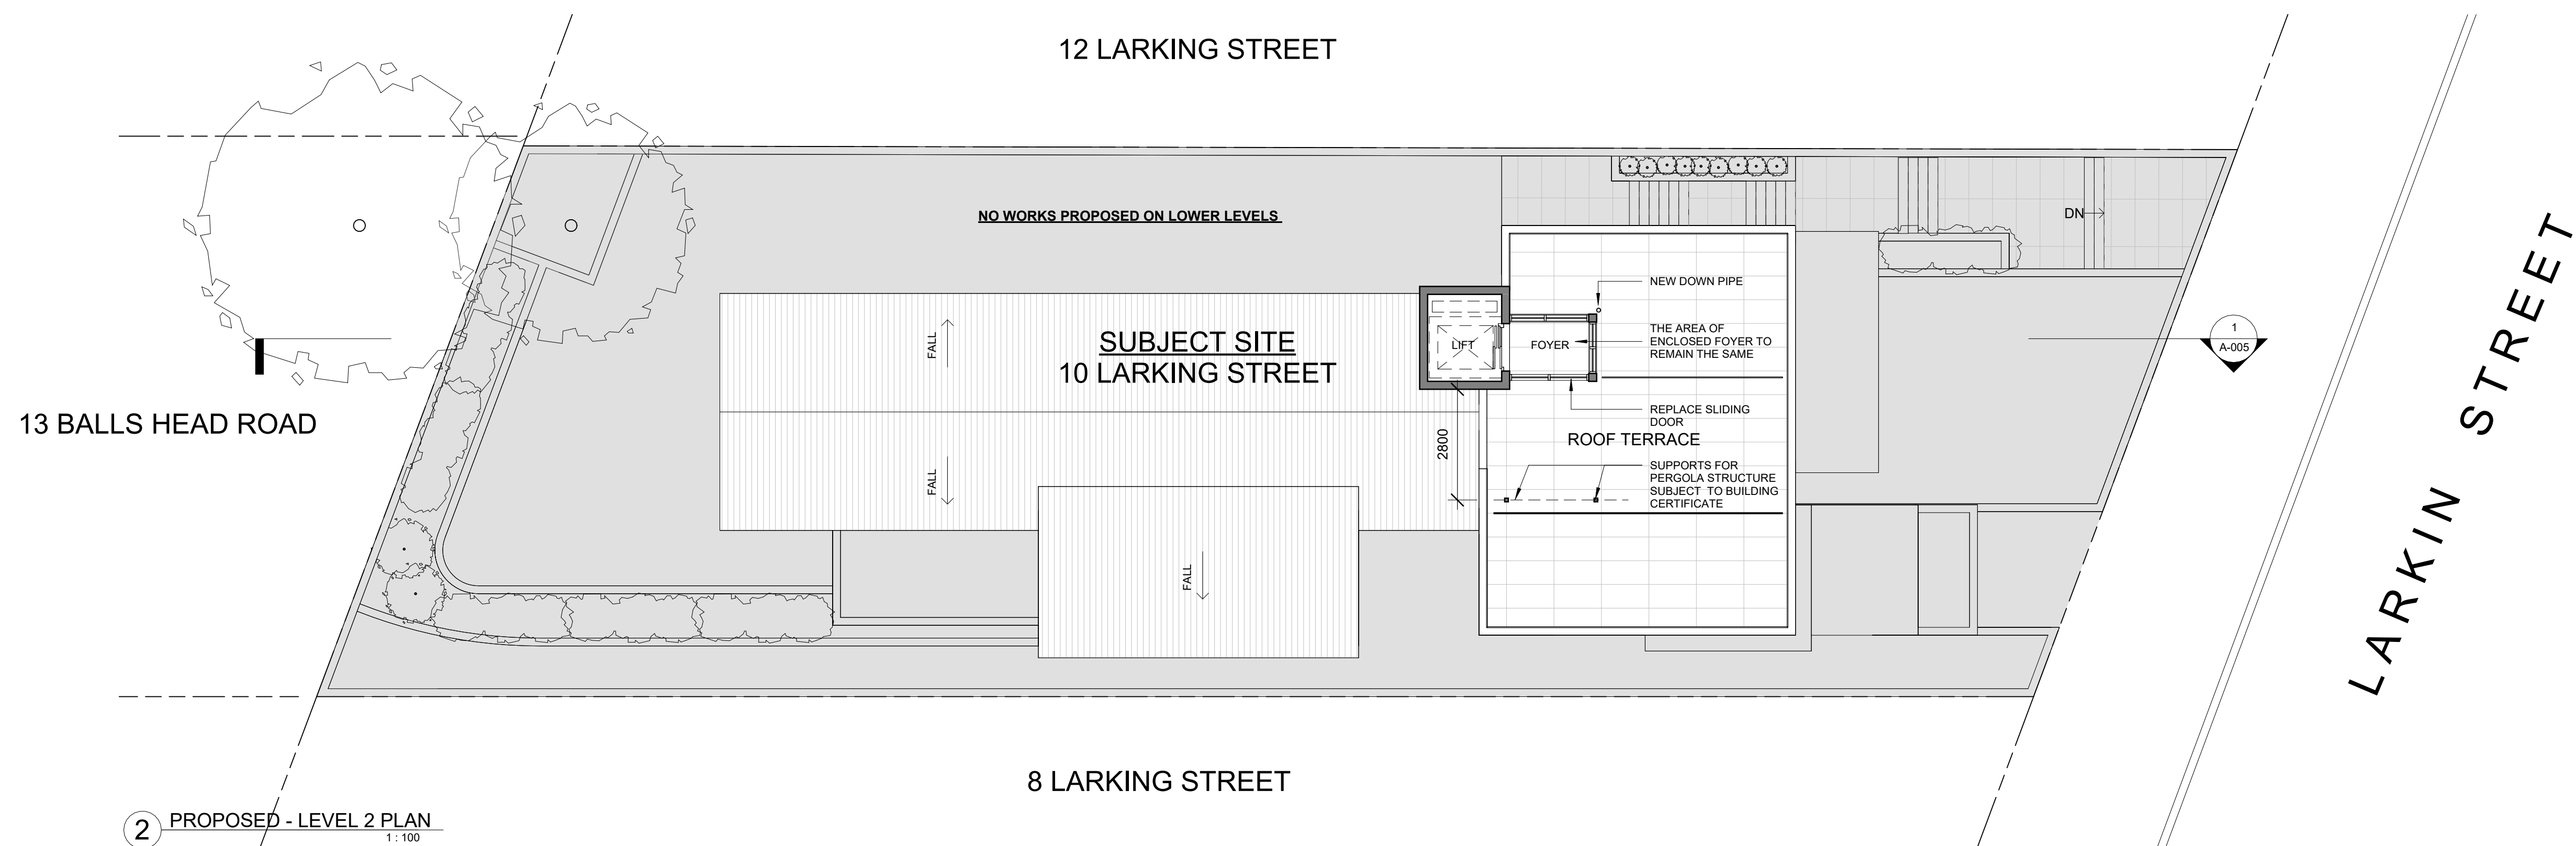 12 LARKING STREET
NO WORKS PROPOSED ON LOWER LEVELS
DN
NEW DOWN PIPE
THE AREA OF
ENCLOSED FOYER TO
REMAIN THE SAME
LIFT
FOYER
FALL
SUBJECT SITE
10 LARKING STREET
1
A-005
LARKIN STREET
13 BALLS HEAD ROAD
REPLACE SLIDING
DOOR
ROOF TERRACE
2800
FALL
SUPPORTS FOR
PERGOLA STRUCTURE
SUBJECT TO BUILDING
CERTIFICATE
FALL
8 LARKING STREET
2
PROPOSED - LEVEL 2 PLAN
1 : 100